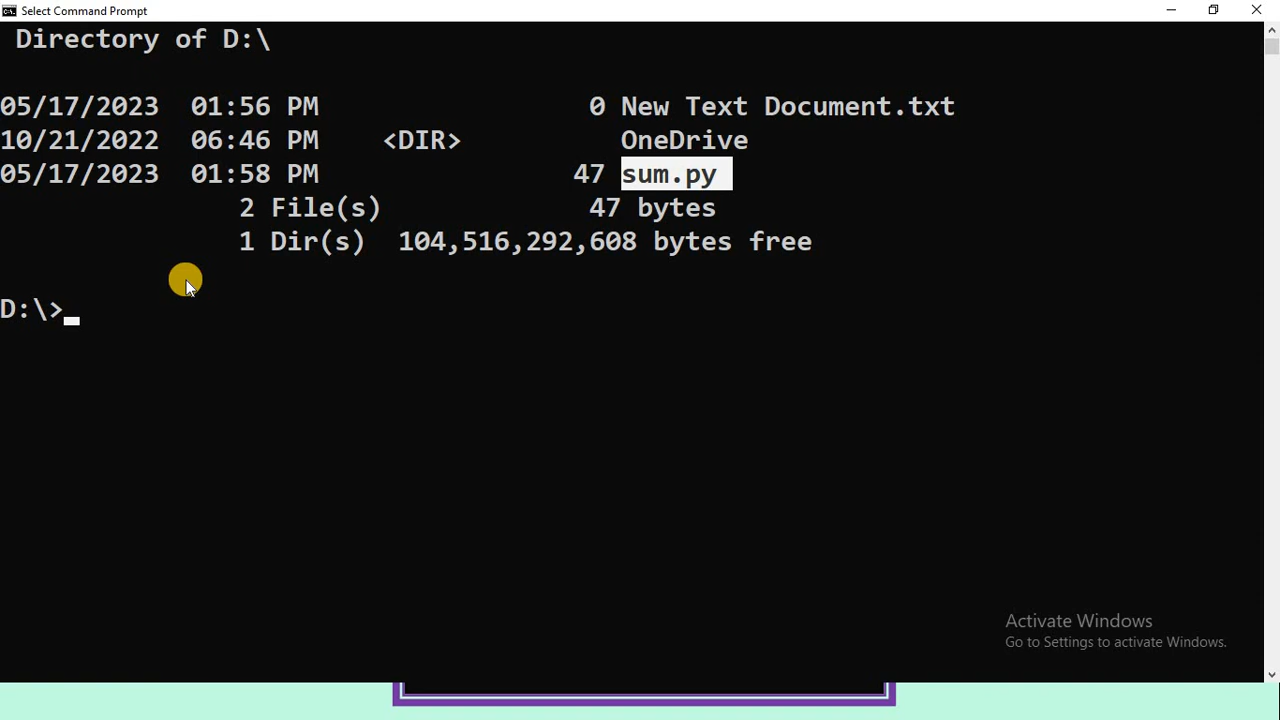 Select Command Prompt
Directory of D:\
05/17/2023 01:56 PM 0 New Text Document.txt
10/21/2022 06:46 PM <DIR> OneDrive
05/17/2023 01:58 PM 47 sum.py
2 File(s) 47 bytes
1 Dir(s) 104,516,292,608 bytes free
D:\>
Activate Windows
Go to Settings to activate Windows.